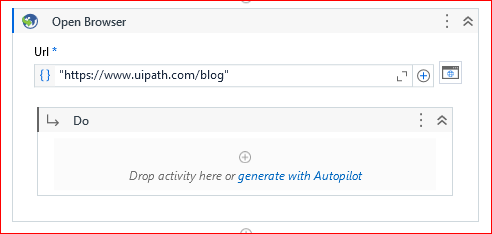 Open Browser
Url *
{ } "https://www.uipath.com/blog"
Do
Drop activity here or generate with Autopilot